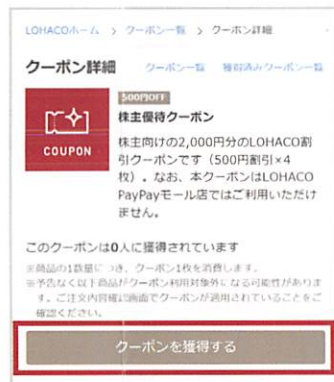 LOHACOホーム > クーポン一覧 > クーポン詳細
クーポン詳細 クーポン一覧 獲得済みクーポン一覧
500円OFF
株主優待クーポン
COUPON
株主向けの2,000円分のLOHACO割
引クーポンです（500円割引×4
枚）。なお、本クーポンはLOHACO
PayPayモール店ではご利用いただけ
ません。
このクーポンは0人に獲得されています
※商品の1数量につき、クーポン1枚を消費します。
※予告なく以下商品がクーポン利用対象外になる可能性がありま
す。ご注文内容確認画面でクーポンが適用されていることをご
確認ください。
クーポンを獲得する